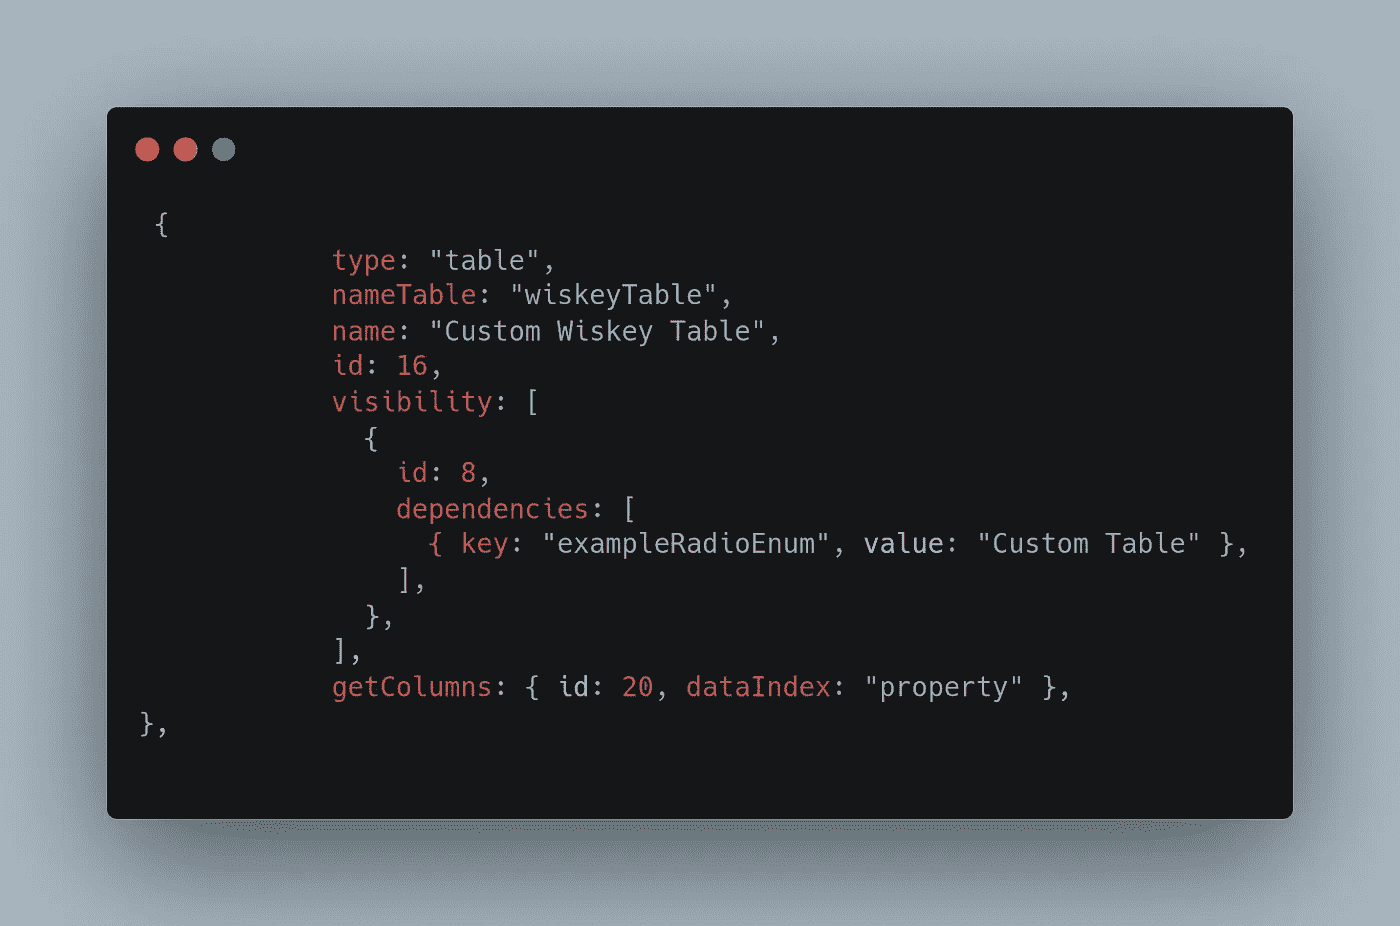 {
type: "table",
nameTable: "wiskeyTable",
name: "Custom Wiskey Table",
id: 16,
visibility: [
{
id: 8,
dependencies: [
{ key: "exampleRadioEnum", value: "Custom Table" },
],
},
],
getColumns: { id: 20, dataIndex: "property" },
},